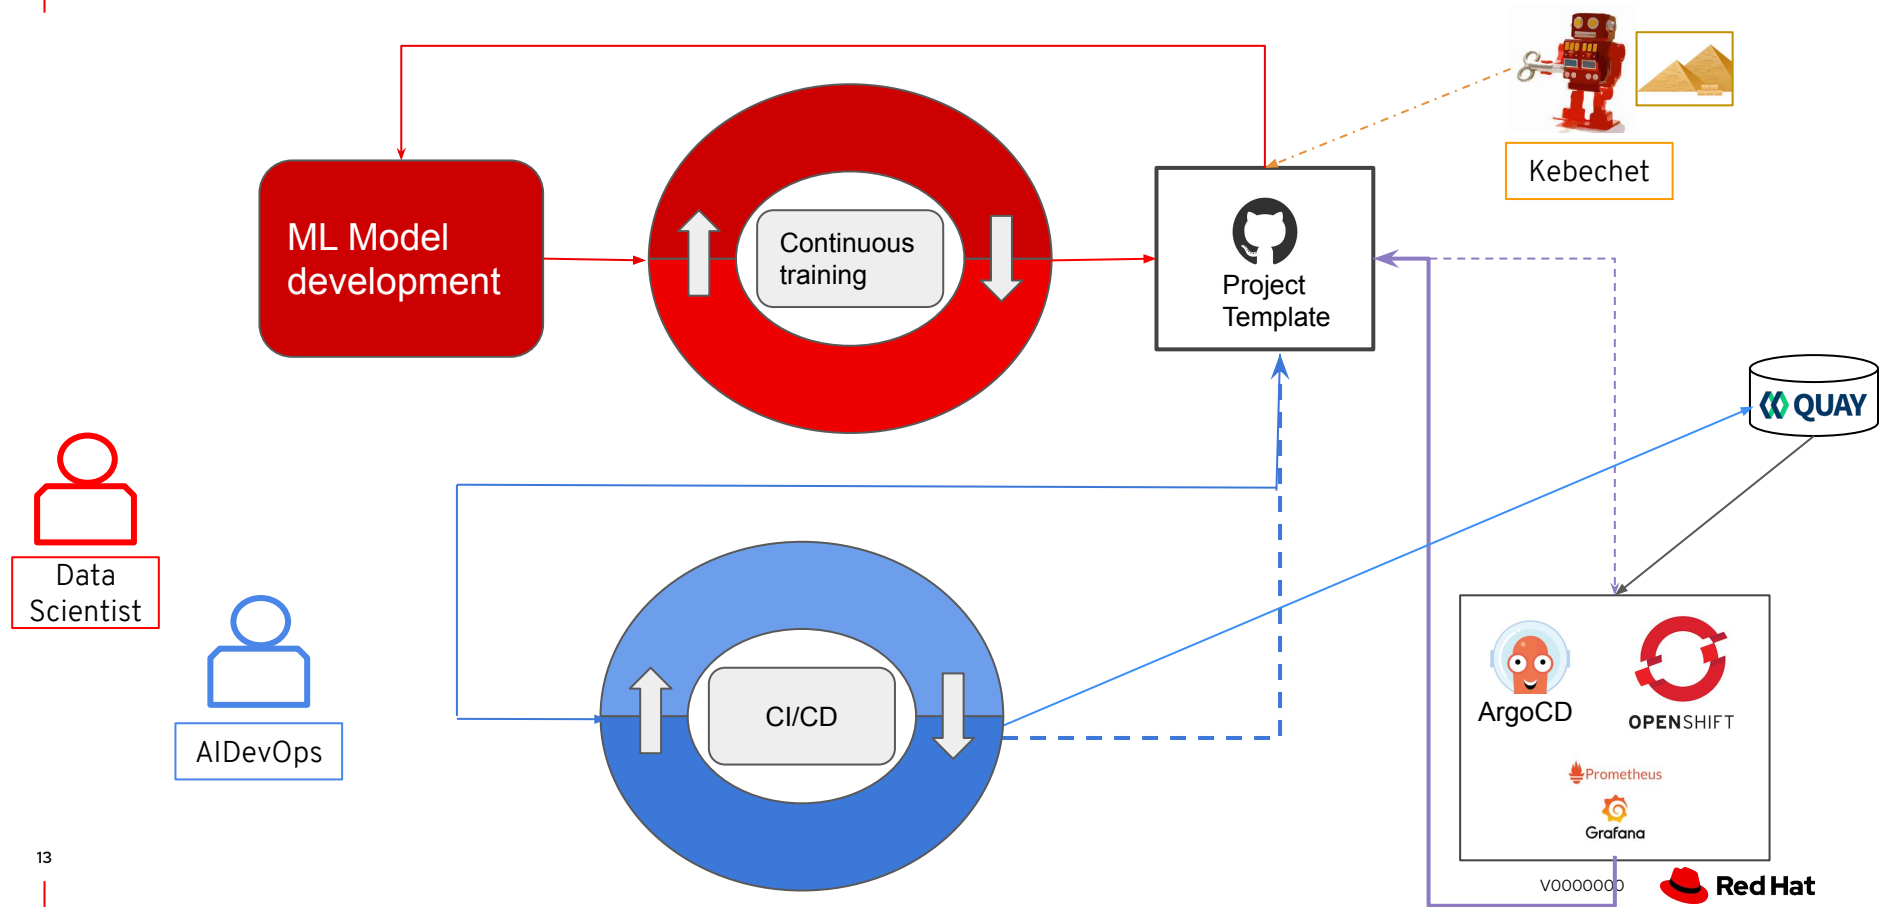 Kebechet
ML Model
development
Continuous
training
Project
Template
QUAY
Data
Scientist
AIDevOps
CI/CD
ArgoCD
OPENSHIFT
Prometheus
Grafana
13
V0000000
Red Hat